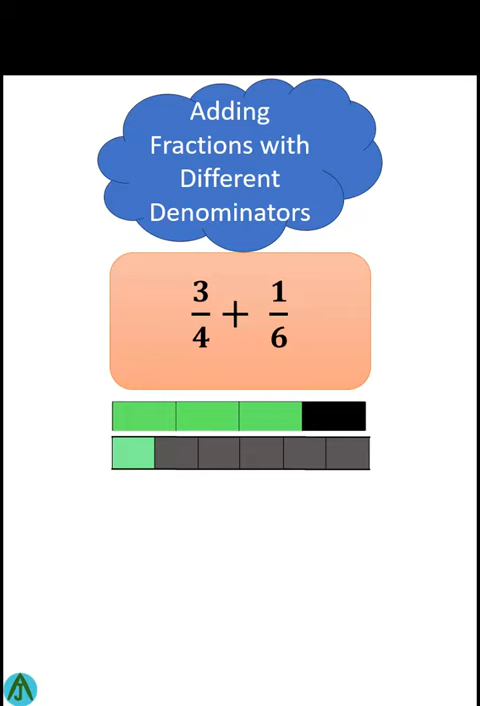 Adding
Fractions with
Different
Denominators
3/4 + 1/6